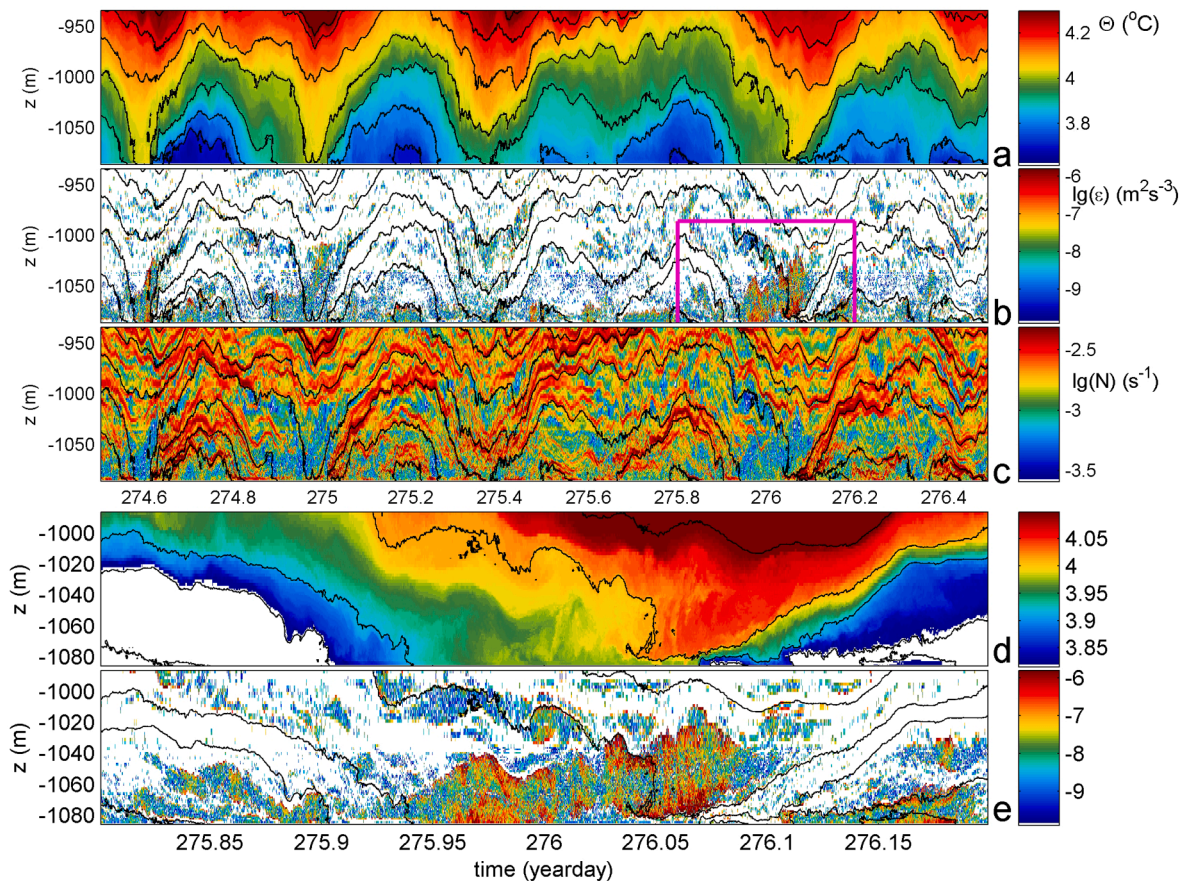 z (m)
-950
-1000
-1050
a
4.2
4
3.8
Θ (°C)
z (m)
-950
-1000
-1050
b
-6
-7
-8
-9
lg(ε) (m²s⁻³)
z (m)
-950
-1000
-1050
c
-2.5
-3
-3.5
lg(N) (s⁻¹)
274.6 274.8 275 275.2 275.4 275.6 275.8 276 276.2 276.4
z (m)
-1000
-1020
-1040
-1060
-1080
d
4.05
4
3.95
3.9
3.85
z (m)
-1000
-1020
-1040
-1060
-1080
e
-6
-7
-8
-9
275.85 275.9 275.95 276 276.05 276.1 276.15
time (yearday)